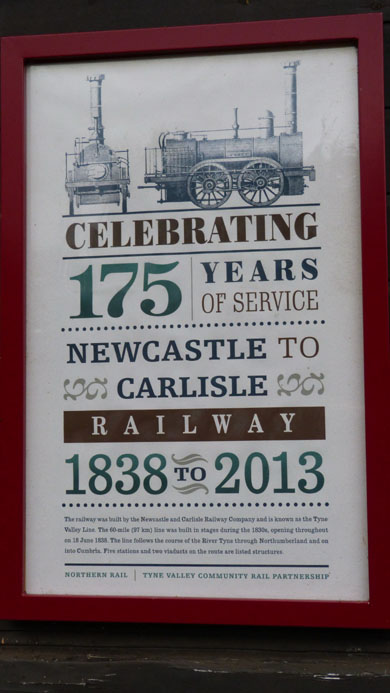 CELEBRATING
175 YEARS
OF SERVICE
NEWCASTLE TO
CARLISLE
RAILWAY
1838 TO 2013
The railway was built by the Newcastle and Carlisle Railway Company and is known as the Tyne
Valley Line. The 60-mile (97 km) line was built in stages during the 1830s, opening throughout
on 18 June 1838. The line follows the course of the River Tyne through Northumberland and on
into Cumbria. Five stations and two viaducts on the route are listed structures.
NORTHERN RAIL | TYNE VALLEY COMMUNITY RAIL PARTNERSHIP